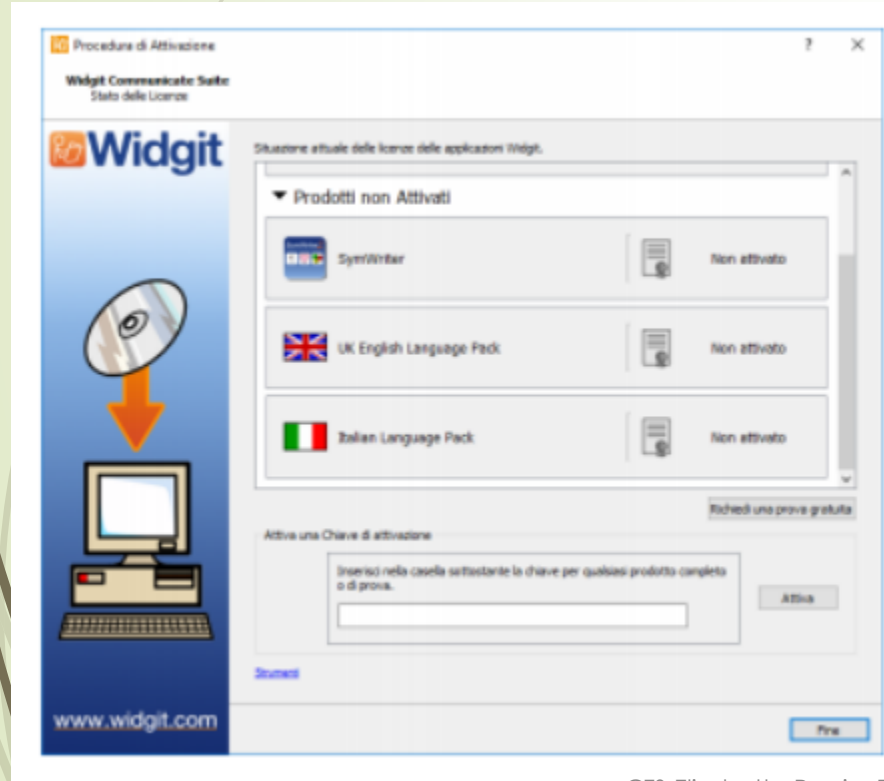 Procedura di Attivazione
Widgit Communicate Suite
Stato delle Licenze
Widgit
Situazione attuale delle licenze delle applicazioni Widgit.
Prodotti non Attivati
SymWriter
Non attivato
UK English Language Pack
Non attivato
Italian Language Pack
Non attivato
Richiedi una prova gratuita
Attiva una Chiave di attivazione
Inserisci nella casella sottostante la chiave per qualsiasi prodotto completo
o di prova.
Attiva
Strumenti
www.widgit.com
Fine